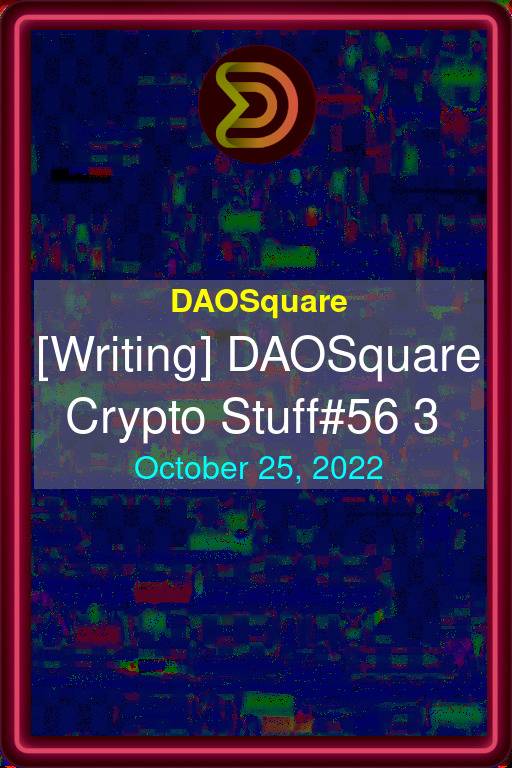 DAOSquare
[Writing] DAOSquare
Crypto Stuff#56 3
October 25, 2022